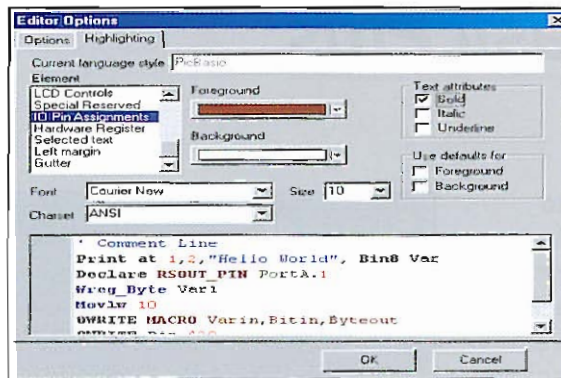 Editor Options
Options Highlighting
Current language style PicBasic
Element
LCD Controls
Special Reserved
IO Pin Assignments
Hardware Register
Selected text
Left margin
Gutter
Foreground
Background
Text attributes
Bold
Italic
Underline
Use defaults for
Foreground
Background
Font Courier New Size 10
Charset ANSI
' Comment Line
Print at 1,2,"Hello World", Bin8 Var
Declare RSOUT_PIN PortA.1
Wreg_Byte Var1
Movlw 10
OWRITE MACRO Varin,Bitin,Byteout
OK Cancel